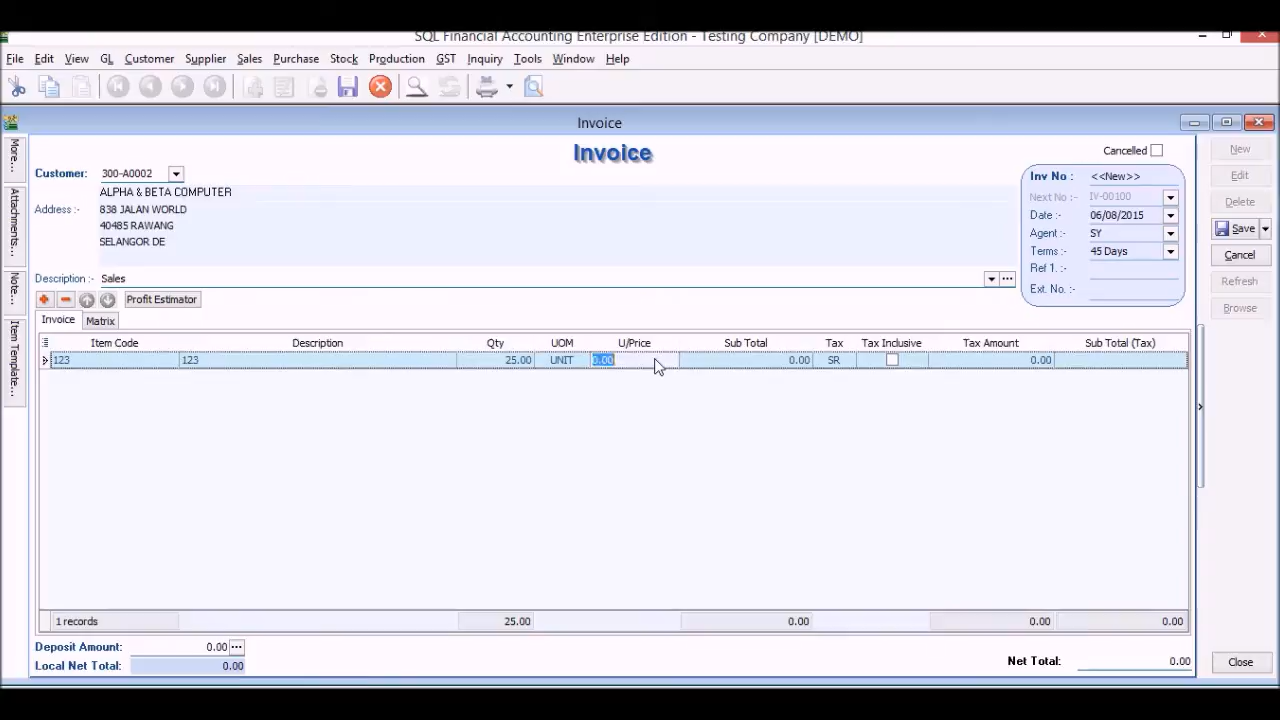 SQL Financial Accounting Enterprise Edition - Testing Company [DEMO]
File Edit View GL Customer Supplier Sales Purchase Stock Production GST Inquiry Tools Window Help
Invoice
Invoice
Cancelled
More...
Attachments...
Note...
Item Template...
Customer: 300-A0002
ALPHA & BETA COMPUTER
Address :- 838 JALAN WORLD
40485 RAWANG
SELANGOR DE
Description :- Sales
Inv No : <<New>>
Next No :- IV-00100
Date :- 06/08/2015
Agent :- SY
Terms :- 45 Days
Ref 1. :-
Ext. No. :-
New
Edit
Delete
Save
Cancel
Refresh
Browse
Profit Estimator
Invoice Matrix
Item Code Description Qty UOM U/Price Sub Total Tax Tax Inclusive Tax Amount Sub Total (Tax)
123 123 25.00 UNIT 0.00 0.00 SR 0.00
1 records 25.00 0.00 0.00 0.00
Deposit Amount: 0.00
Local Net Total: 0.00
Net Total: 0.00
Close